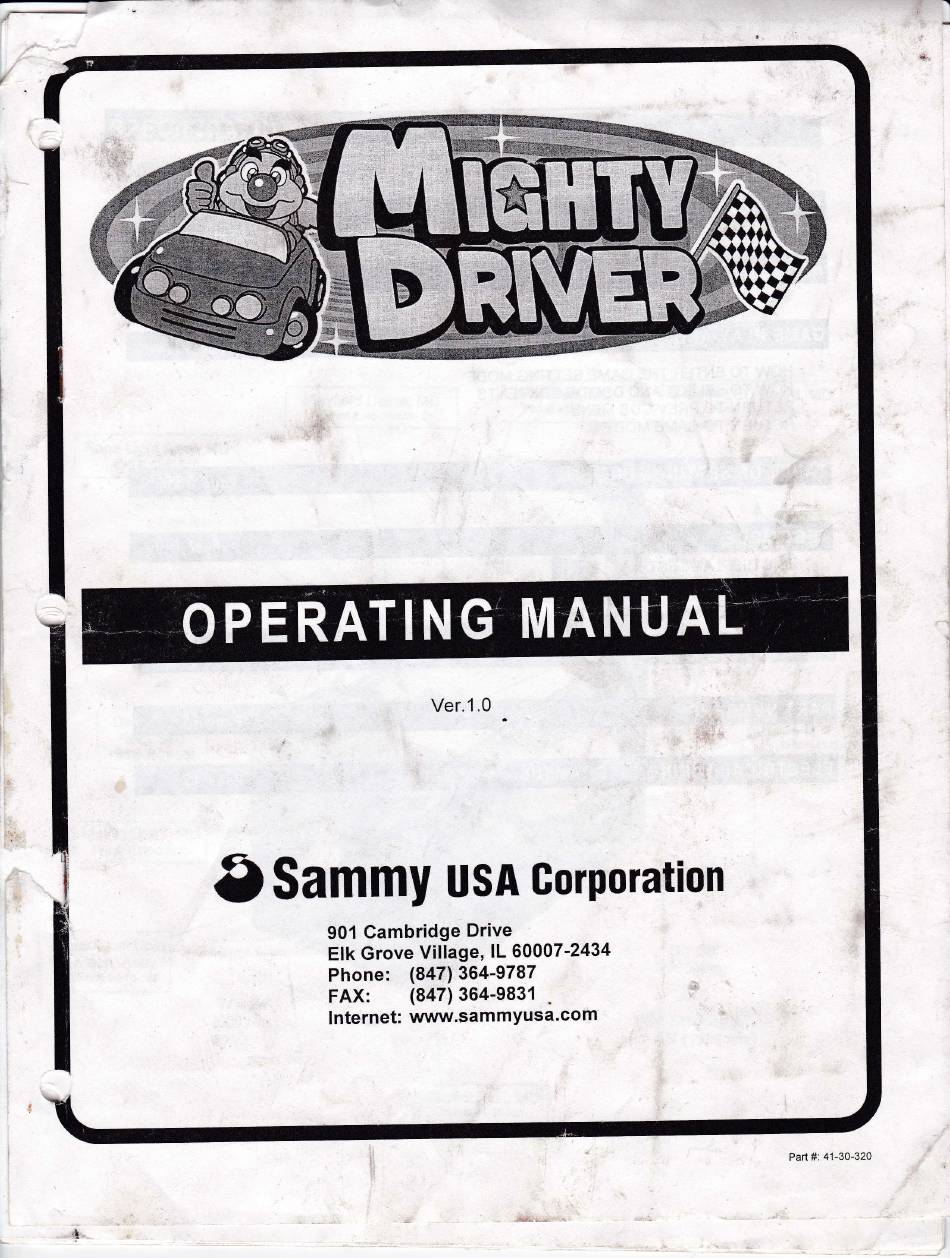 MIGHTY
DRIVER
OPERATING MANUAL
Ver.1.0
Sammy USA Corporation
901 Cambridge Drive
Elk Grove Village, IL 60007-2434
Phone: (847) 364-9787
FAX: (847) 364-9831
Internet: www.sammyusa.com
Part #: 41-30-320